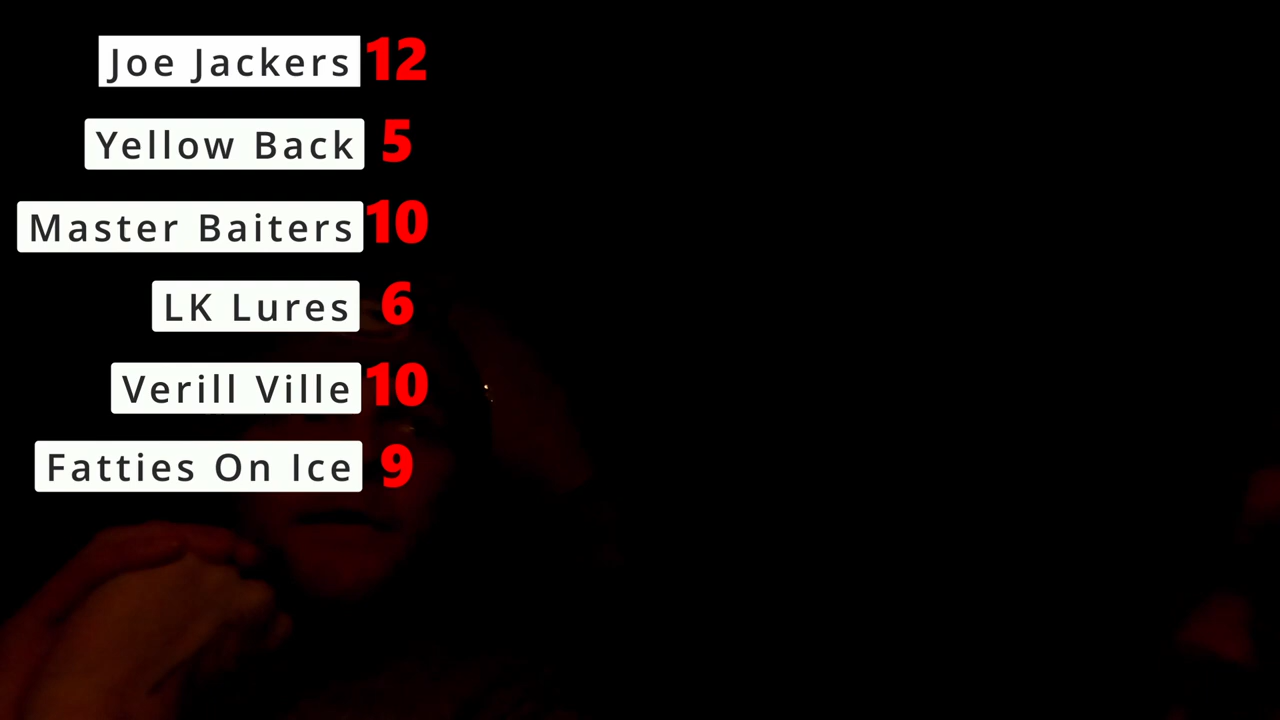 Joe Jackers 12
Yellow Back 5
Master Baiters 10
LK Lures 6
Verill Ville 10
Fatties On Ice 9